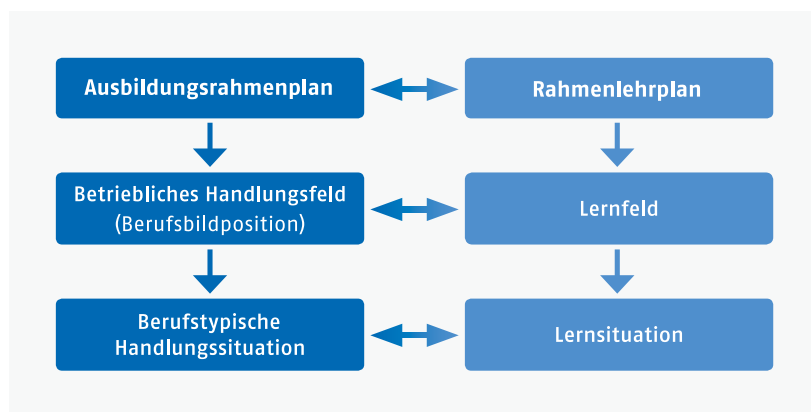 Ausbildungsrahmenplan
Rahmenlehrplan
Betriebliches Handlungsfeld
(Berufsbildposition)
Lernfeld
Berufstypische
Handlungssituation
Lernsituation